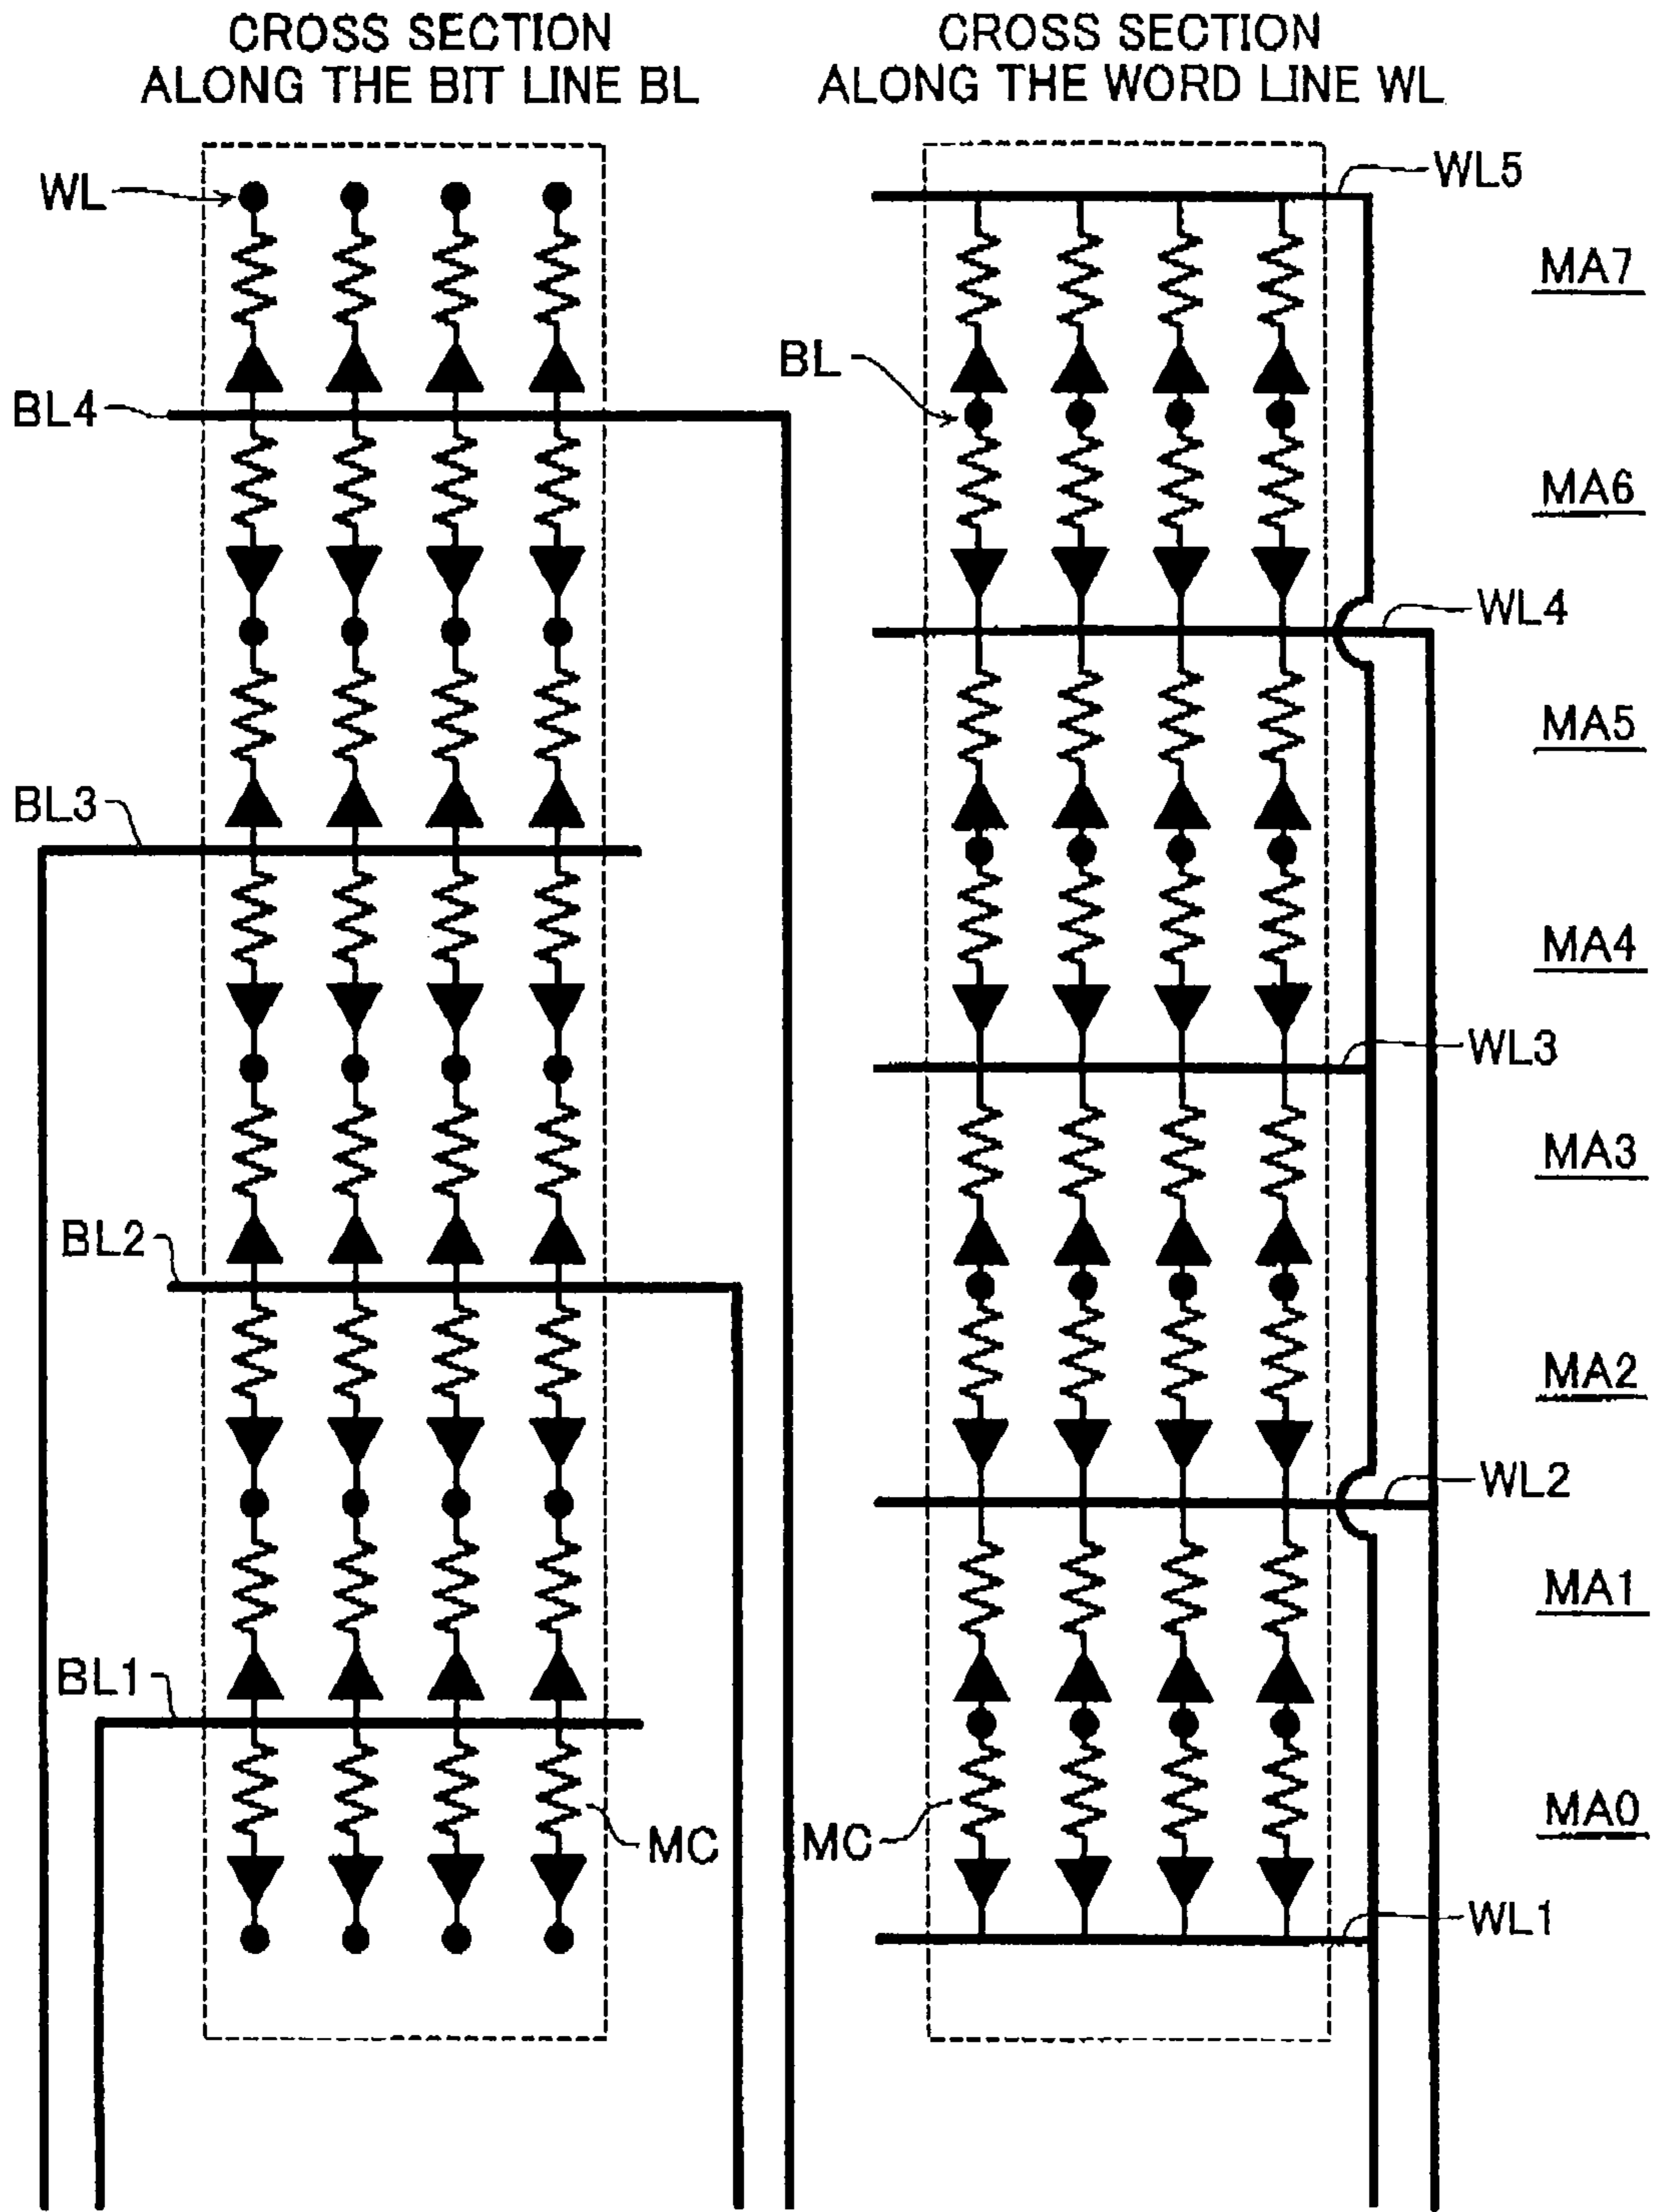 CROSS SECTION
ALONG THE BIT LINE BL
CROSS SECTION
ALONG THE WORD LINE WL
WL
BL4
BL3
BL2
BL1
MC
WL5
BL
WL4
WL3
WL2
MC
WL1
MA7
MA6
MA5
MA4
MA3
MA2
MA1
MA0